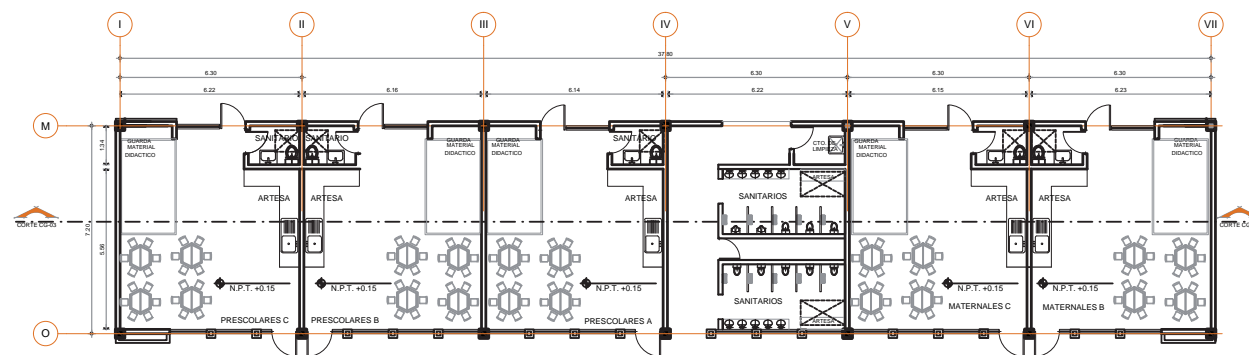 I II III IV V VI VII
37.80
6.30 6.30 6.30 6.30
6.22 6.16 6.14 6.22 6.15 6.23
M
SANITARIO SANITARIO SANITARIO
GUARDA MATERIAL DIDACTICO
GUARDA MATERIAL DIDACTICO
GUARDA MATERIAL DIDACTICO
CTO. DE LIMPIEZA
GUARDA MATERIAL DIDACTICO
GUARDA MATERIAL DIDACTICO
1.34
ARTESA
ARTESA ARTESA ARTESA ARTESA ARTESA
SANITARIOS
CORTE CG-03
CORTE CG
7.20
5.56
N.P.T. +0.15 N.P.T. +0.15 N.P.T. +0.15 N.P.T. +0.15 N.P.T. +0.15
SANITARIOS
MATERNALES C MATERNALES B
PRESCOLARES C PRESCOLARES B PRESCOLARES A
ARTESA
O